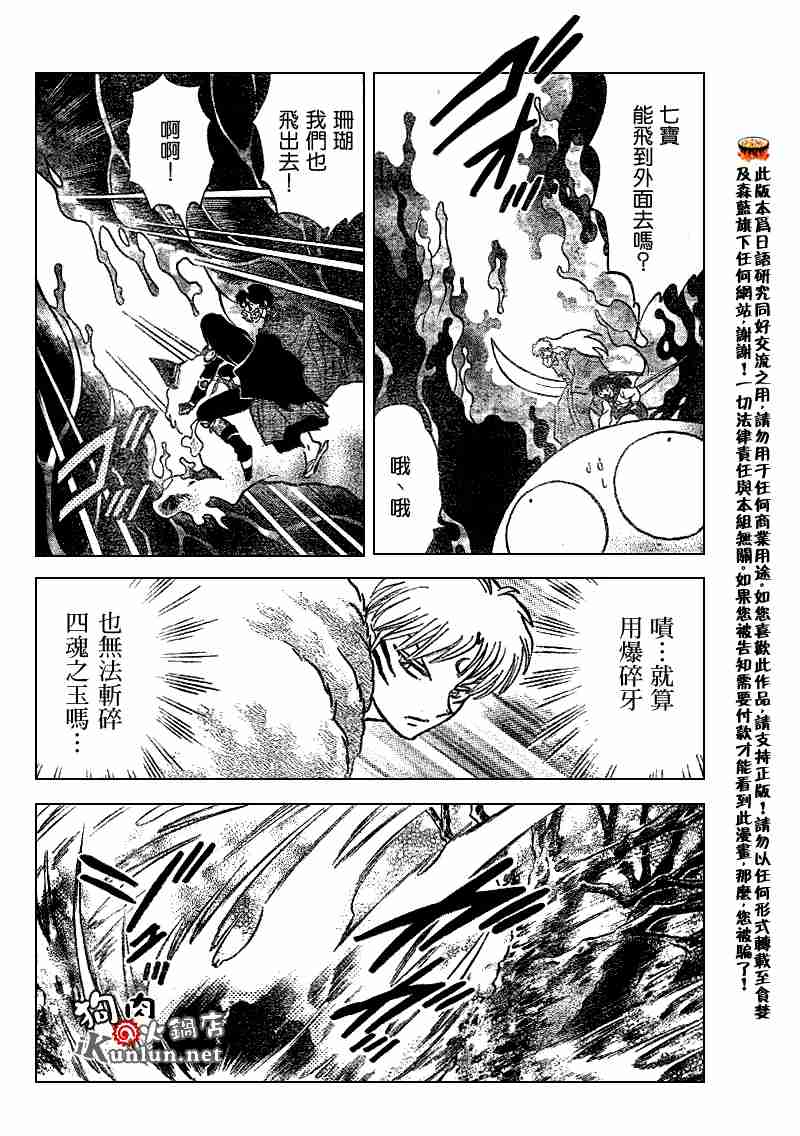 七寶
能飛到外面去嗎？
哦、哦
珊瑚
我們也
飛出去！
啊啊！
嘖…就算
用爆碎牙
也無法斬碎
四魂之玉嗎…
此版本爲日語研究同好交流之用，請勿用于任何商業用途。如您喜歡此作品，請支持正版！請勿以任何形式轉載至貪婪
及森藍旗下任何網站，謝謝！一切法律責任與本組無關。如果您被告知需要付款才能看到此漫畫，那麽，您被騙了！
狗肉
火鍋店
iKunlun.net